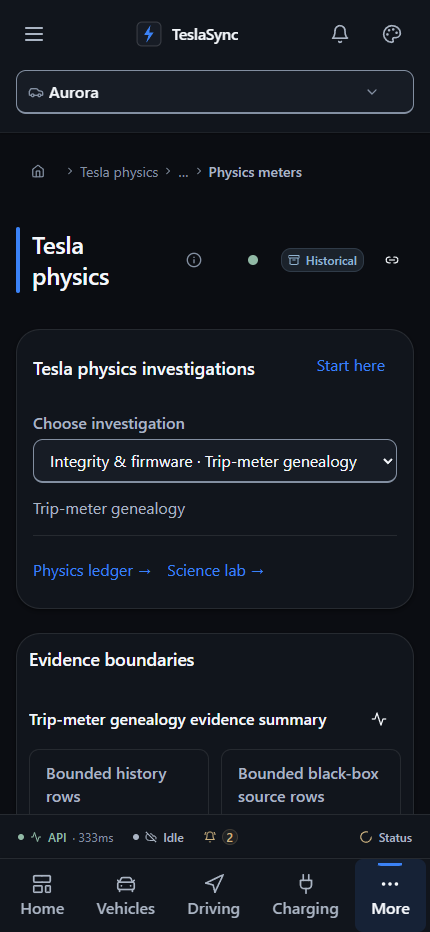 TeslaSync
Aurora
Tesla physics
...
Physics meters
Tesla
physics
Historical
Tesla physics investigations
Start here
Choose investigation
Integrity & firmware · Trip-meter genealogy
Trip-meter genealogy
Physics ledger →
Science lab →
Evidence boundaries
Trip-meter genealogy evidence summary
Bounded history
rows
Bounded black-box
source rows
API · 333ms
Idle
2
Status
Home
Vehicles
Driving
Charging
More